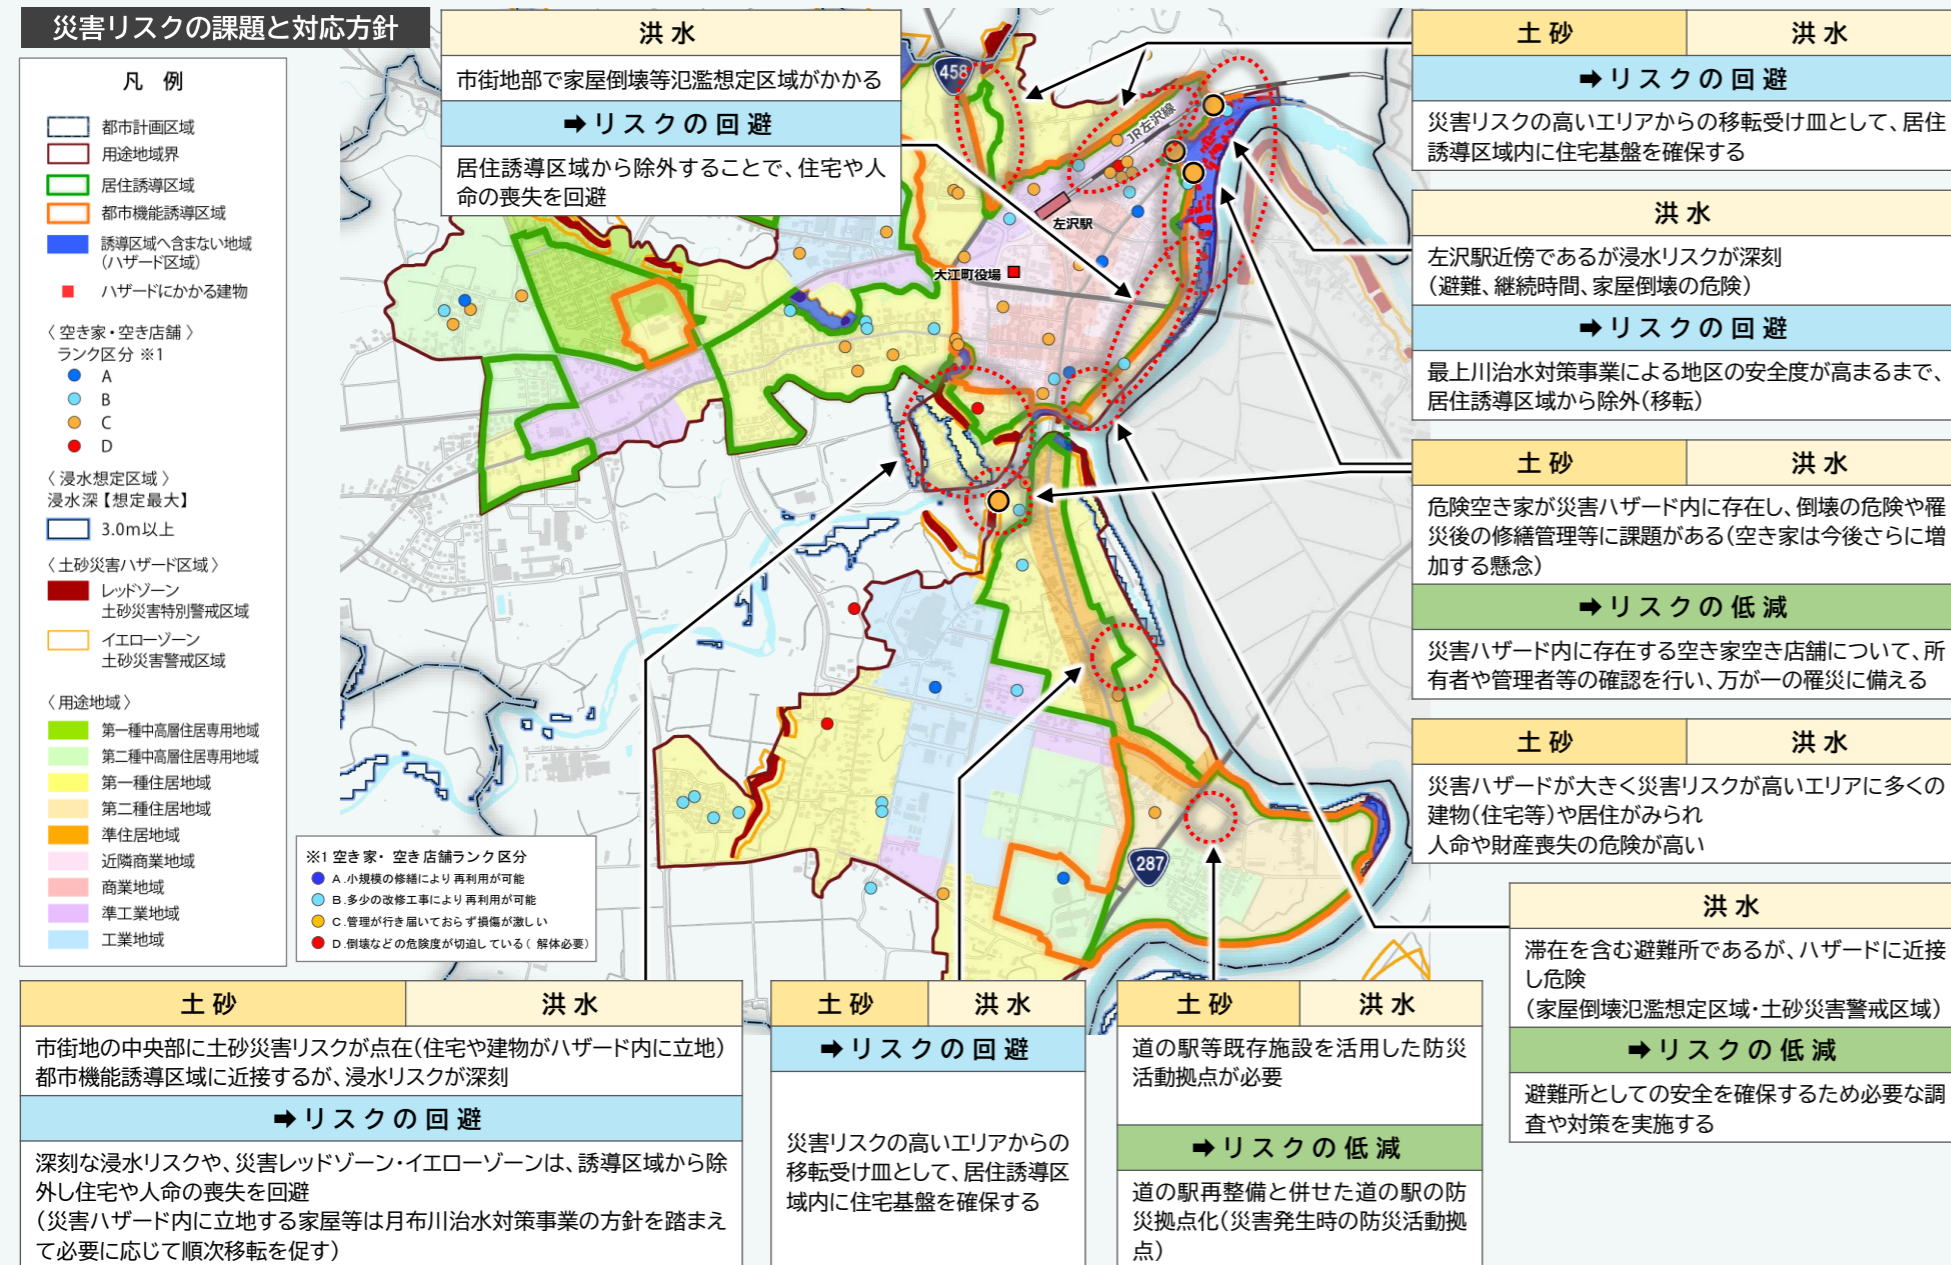 災害リスクの課題と対応方針
凡 例
都市計画区域
用途地域界
居住誘導区域
都市機能誘導区域
誘導区域へ含まない地域
(ハザード区域)
ハザードにかかる建物
〈 空き家・空き店舗 〉
ランク区分 ※1
A
B
C
D
〈 浸水想定区域 〉
浸水深【想定最大】
3.0m以上
〈 土砂災害ハザード区域 〉
レッドゾーン
土砂災害特別警戒区域
イエローゾーン
土砂災害警戒区域
〈 用途地域 〉
第一種中高層住居専用地域
第二種中高層住居専用地域
第一種住居地域
第二種住居地域
準住居地域
近隣商業地域
商業地域
準工業地域
工業地域
※1 空き家・ 空き店舗ランク区分
A.小規模の修繕により再利用が可能
B.多少の改修工事により再利用が可能
C.管理が行き届いておらず損傷が激しい
D.倒壊などの危険度が切迫している( 解体必要)
洪 水
市街地部で家屋倒壊等氾濫想定区域がかかる
➡リスクの回避
居住誘導区域から除外することで、住宅や人
命の喪失を回避
458
JR左沢線
左沢駅
大江町役場
287
土 砂 洪 水
➡リスクの回避
災害リスクの高いエリアからの移転受け皿として、居住
誘導区域内に住宅基盤を確保する
洪 水
左沢駅近傍であるが浸水リスクが深刻
(避難、継続時間、家屋倒壊の危険)
➡リスクの回避
最上川治水対策事業による地区の安全度が高まるまで、
居住誘導区域から除外(移転)
土 砂 洪 水
危険空き家が災害ハザード内に存在し、倒壊の危険や罹
災後の修繕管理等に課題がある(空き家は今後さらに増
加する懸念)
➡リスクの低減
災害ハザード内に存在する空き家空き店舗について、所
有者や管理者等の確認を行い、万が一の罹災に備える
土 砂 洪 水
災害ハザードが大きく災害リスクが高いエリアに多くの
建物(住宅等)や居住がみられ
人命や財産喪失の危険が高い
洪 水
滞在を含む避難所であるが、ハザードに近接
し危険
(家屋倒壊氾濫想定区域・土砂災害警戒区域)
➡リスクの低減
避難所としての安全を確保するため必要な調
査や対策を実施する
土 砂 洪 水
市街地の中央部に土砂災害リスクが点在(住宅や建物がハザード内に立地)
都市機能誘導区域に近接するが、浸水リスクが深刻
➡リスクの回避
深刻な浸水リスクや、災害レッドゾーン・イエローゾーンは、誘導区域から除
外し住宅や人命の喪失を回避
(災害ハザード内に立地する家屋等は月布川治水対策事業の方針を踏まえ
て必要に応じて順次移転を促す)
土 砂 洪 水
➡リスクの回避
災害リスクの高いエリアからの
移転受け皿として、居住誘導区
域内に住宅基盤を確保する
土 砂 洪 水
道の駅等既存施設を活用した防災
活動拠点が必要
➡リスクの低減
道の駅再整備と併せた道の駅の防
災拠点化(災害発生時の防災活動拠
点)